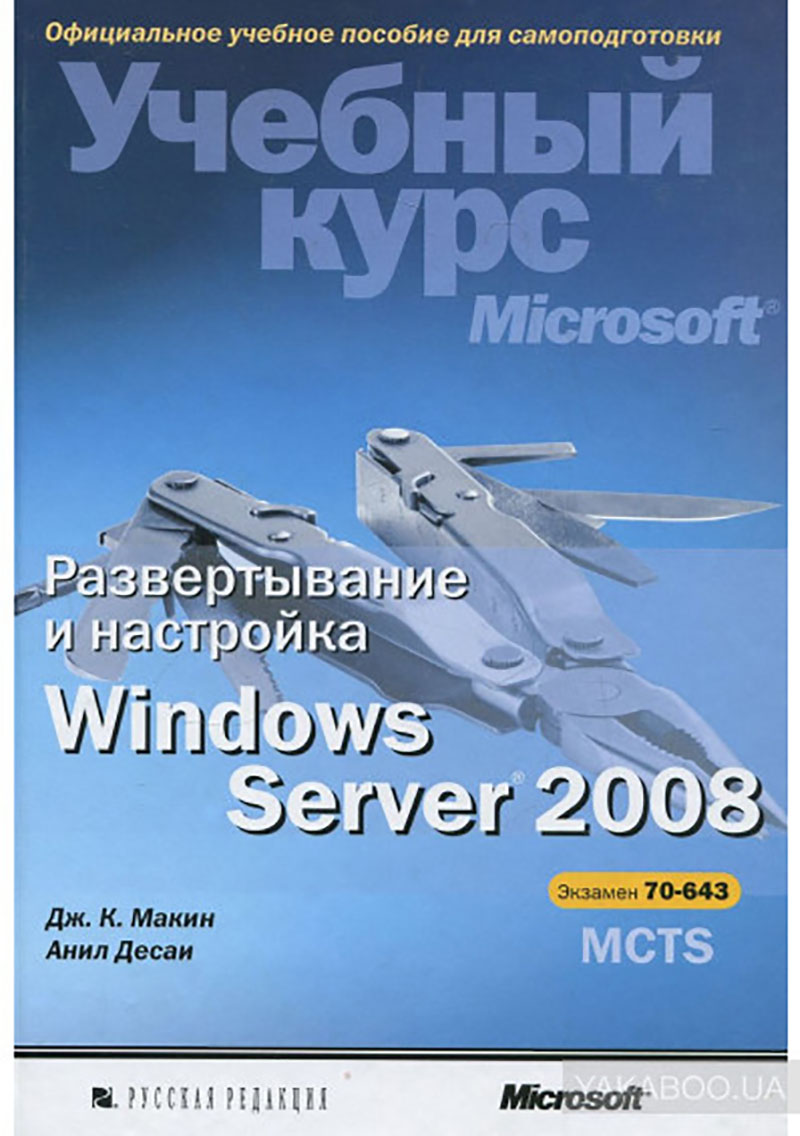 Официальное учебное пособие для самоподготовки
Учебный
курс
Microsoft®
Развертывание
и настройка
Windows
Server® 2008
Экзамен 70-643
MCTS
Дж. К. Макин
Анил Десаи
РУССКАЯ РЕДАКЦИЯ
Microsoft®
YAKABOO.UA